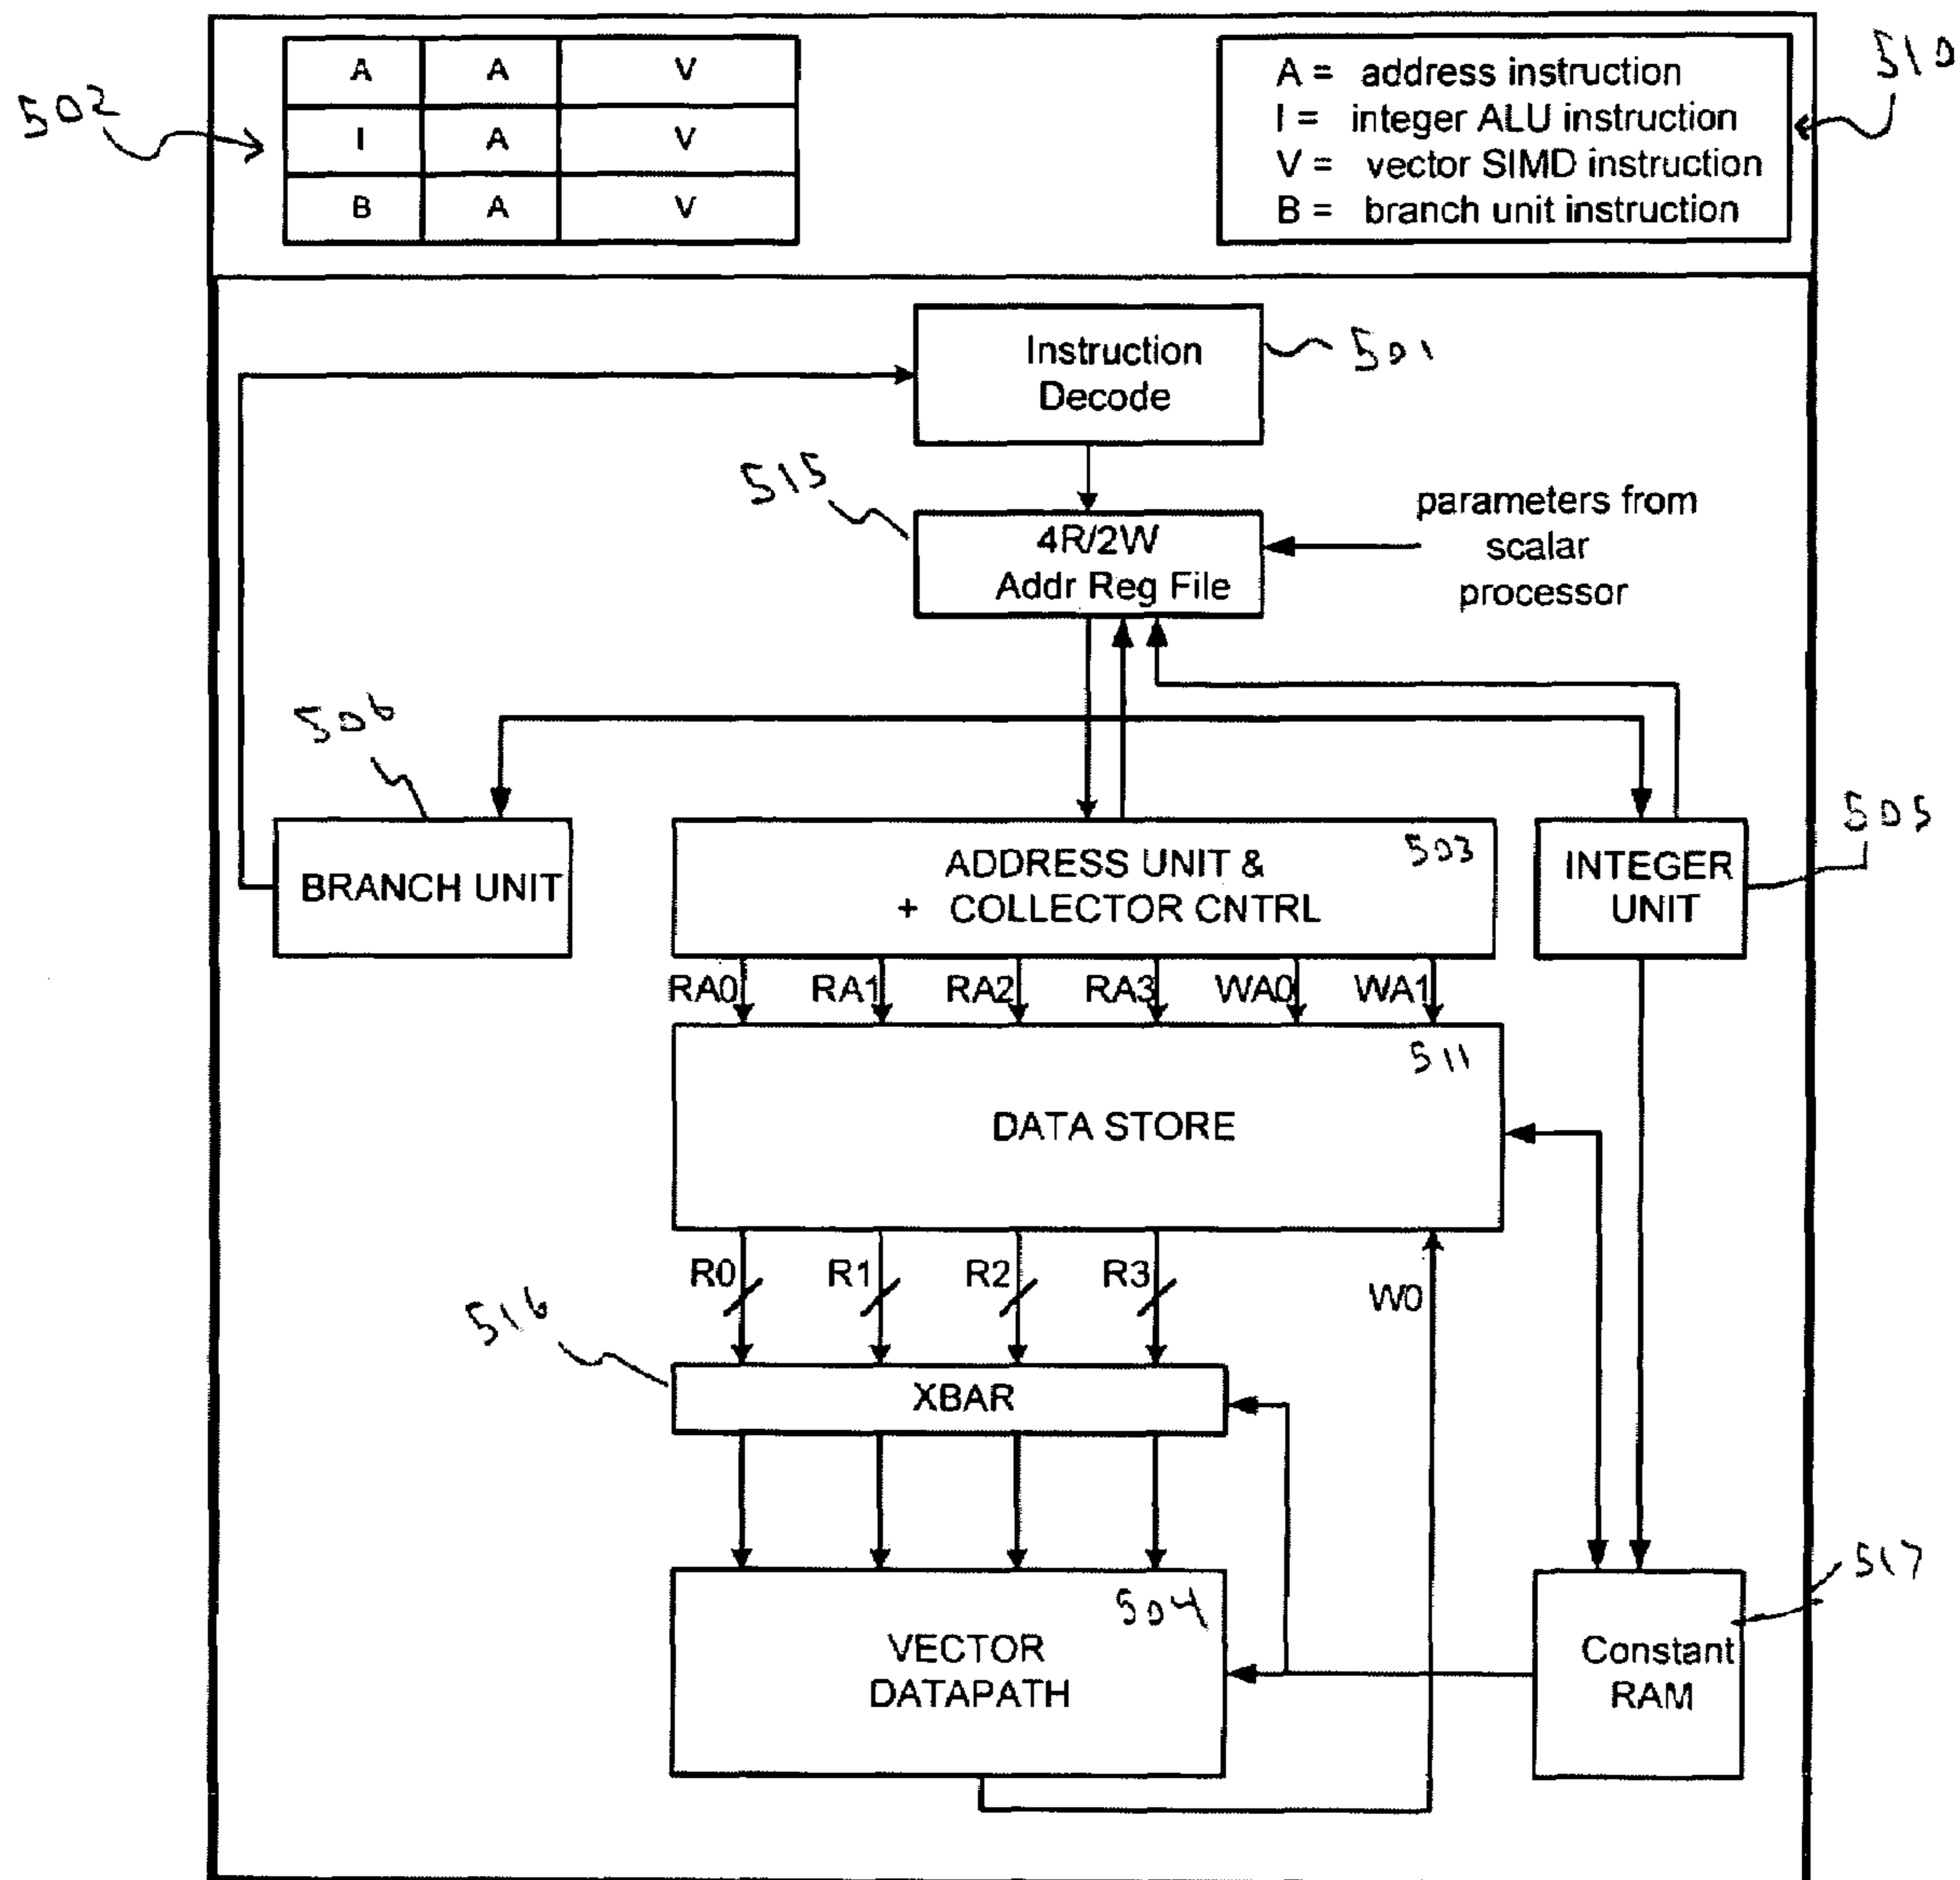 502
A A V
I A V
B A V
A = address instruction
I = integer ALU instruction
V = vector SIMD instruction
B = branch unit instruction
510
Instruction
Decode
501
515
4R/2W
Addr Reg File
parameters from
scalar
processor
506
BRANCH UNIT
503
ADDRESS UNIT &
+ COLLECTOR CNTRL
505
INTEGER
UNIT
RA0 RA1 RA2 RA3 WA0 WA1
511
DATA STORE
R0 R1 R2 R3 W0
516
XBAR
504
VECTOR
DATAPATH
517
Constant
RAM